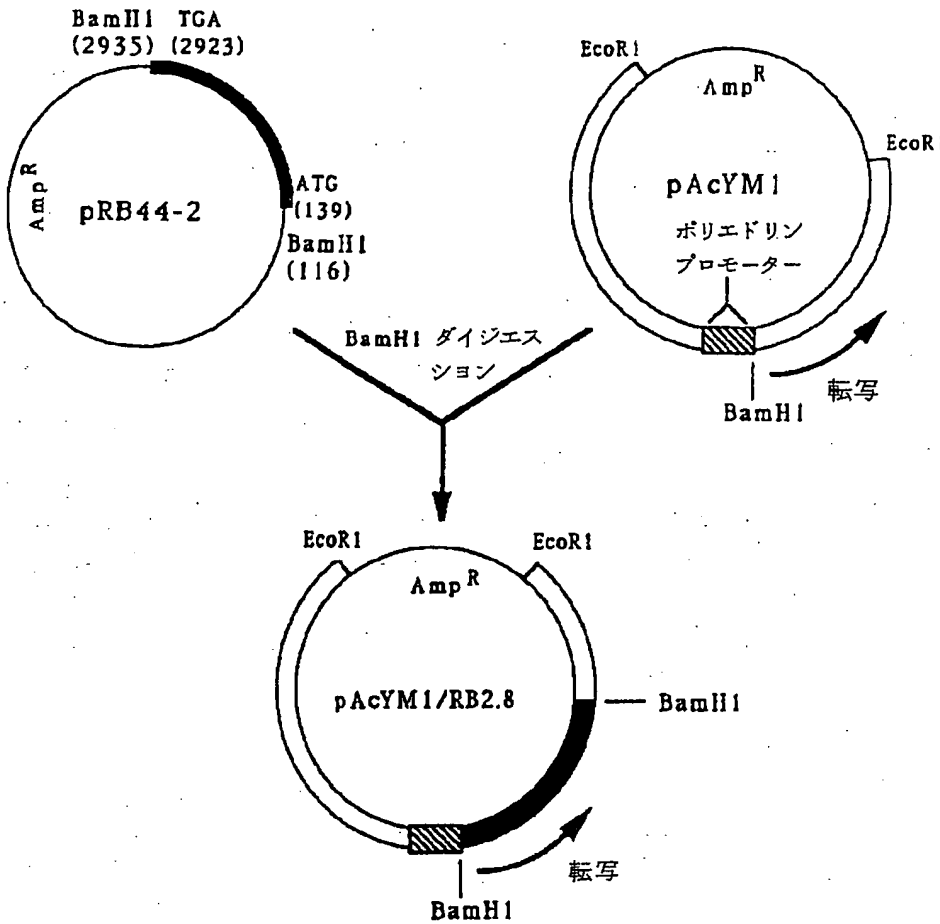 BamH1 TGA
(2935) (2923)
Amp R
pRB44-2
ATG
(139)
BamH1
(116)
EcoR1
Amp R
EcoR
pAcYM1
ポリエドリン
プロモーター
BamH1
転写
BamH1 ダイジエス
ション
EcoR1
EcoR1
Amp R
pAcYM1/RB2.8
BamH1
転写
BamH1